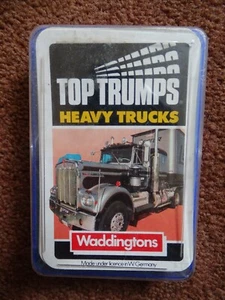 TOP TRUMPS
HEAVY TRUCKS
Waddingtons
Made under licence in W. Germany